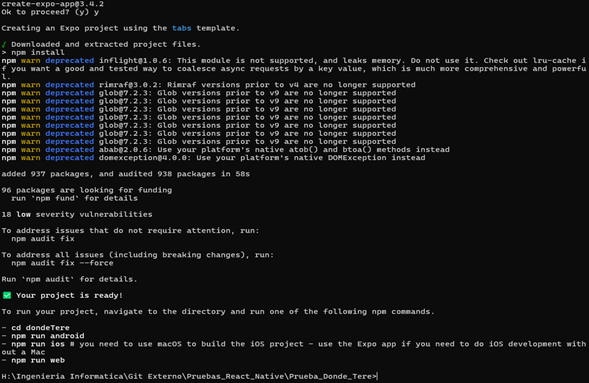 create-expo-app@3.4.2
Ok to proceed? (y) y
Creating an Expo project using the tabs template.
√ Downloaded and extracted project files.
> npm install
npm warn deprecated inflight@1.0.6: This module is not supported, and leaks memory. Do not use it. Check out lru-cache i
f you want a good and tested way to coalesce async requests by a key value, which is much more comprehensive and powerfu
l.
npm warn deprecated rimraf@3.0.2: Rimraf versions prior to v4 are no longer supported
npm warn deprecated glob@7.2.3: Glob versions prior to v9 are no longer supported
npm warn deprecated glob@7.2.3: Glob versions prior to v9 are no longer supported
npm warn deprecated glob@7.2.3: Glob versions prior to v9 are no longer supported
npm warn deprecated glob@7.2.3: Glob versions prior to v9 are no longer supported
npm warn deprecated glob@7.2.3: Glob versions prior to v9 are no longer supported
npm warn deprecated glob@7.2.3: Glob versions prior to v9 are no longer supported
npm warn deprecated glob@7.2.3: Glob versions prior to v9 are no longer supported
npm warn deprecated abab@2.0.6: Use your platform's native atob() and btoa() methods instead
npm warn deprecated domexception@4.0.0: Use your platform's native DOMException instead
added 937 packages, and audited 938 packages in 58s
96 packages are looking for funding
run `npm fund` for details
18 low severity vulnerabilities
To address issues that do not require attention, run:
npm audit fix
To address all issues (including breaking changes), run:
npm audit fix --force
Run `npm audit` for details.
✅ Your project is ready!
To run your project, navigate to the directory and run one of the following npm commands.
- cd dondeTere
- npm run android
- npm run ios # you need to use macOS to build the iOS project - use the Expo app if you need to do iOS development with
out a Mac
- npm run web
H:\Ingenieria Informatica\Git Externo\Pruebas_React_Native\Prueba_Donde_Tere>